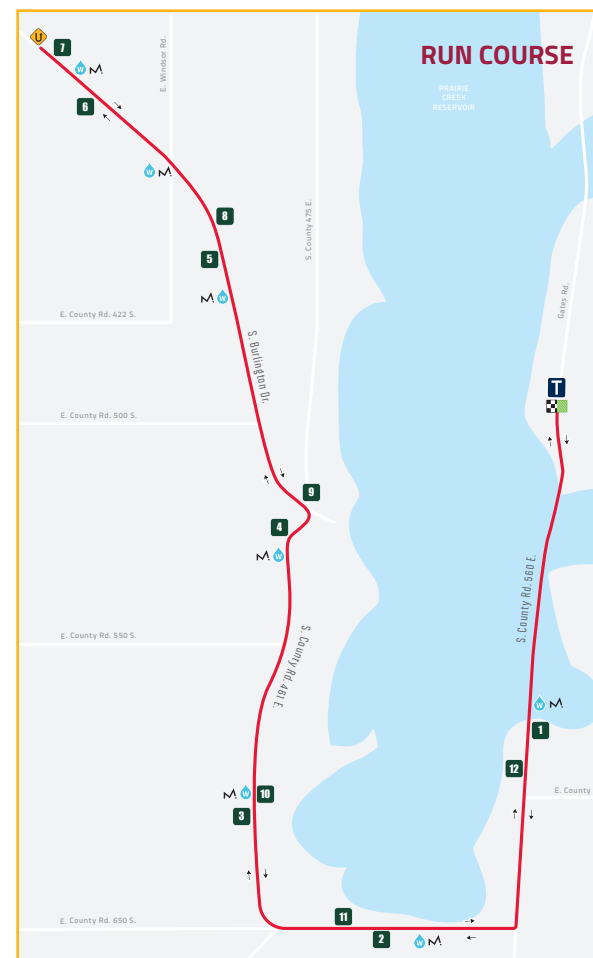 RUN COURSE
U
7
E. Windsor Rd.
W M.
6
PRAIRIE
CREEK
RESERVOIR
W M.
8
S. County 475 E.
5
M. W
Gates Rd.
E. County Rd. 422 S.
S. Burlington Dr.
T
E. County Rd. 500 S.
9
4
M. W
S. County Rd. 560 E.
E. County Rd. 550 S.
S. County Rd. 461 E.
W M.
1
12
M. W 10
E. County
3
11
E. County Rd. 650 S.
2
W M.